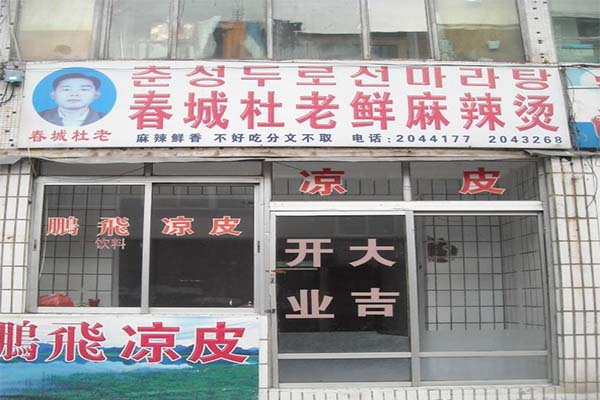 춘성두로선마라탕
春城杜老鲜麻辣烫
春城杜老
麻辣鲜香 不好吃分文不取 电话:2044177 2043268
凉皮
鵬飛凉皮
饮料
开大
业吉
鵬飛凉皮